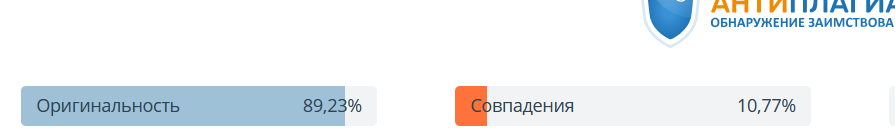 АНТИПЛАГИА
ОБНАРУЖЕНИЕ ЗАИМСТВОВА
Оригинальность 89,23% Совпадения 10,77%